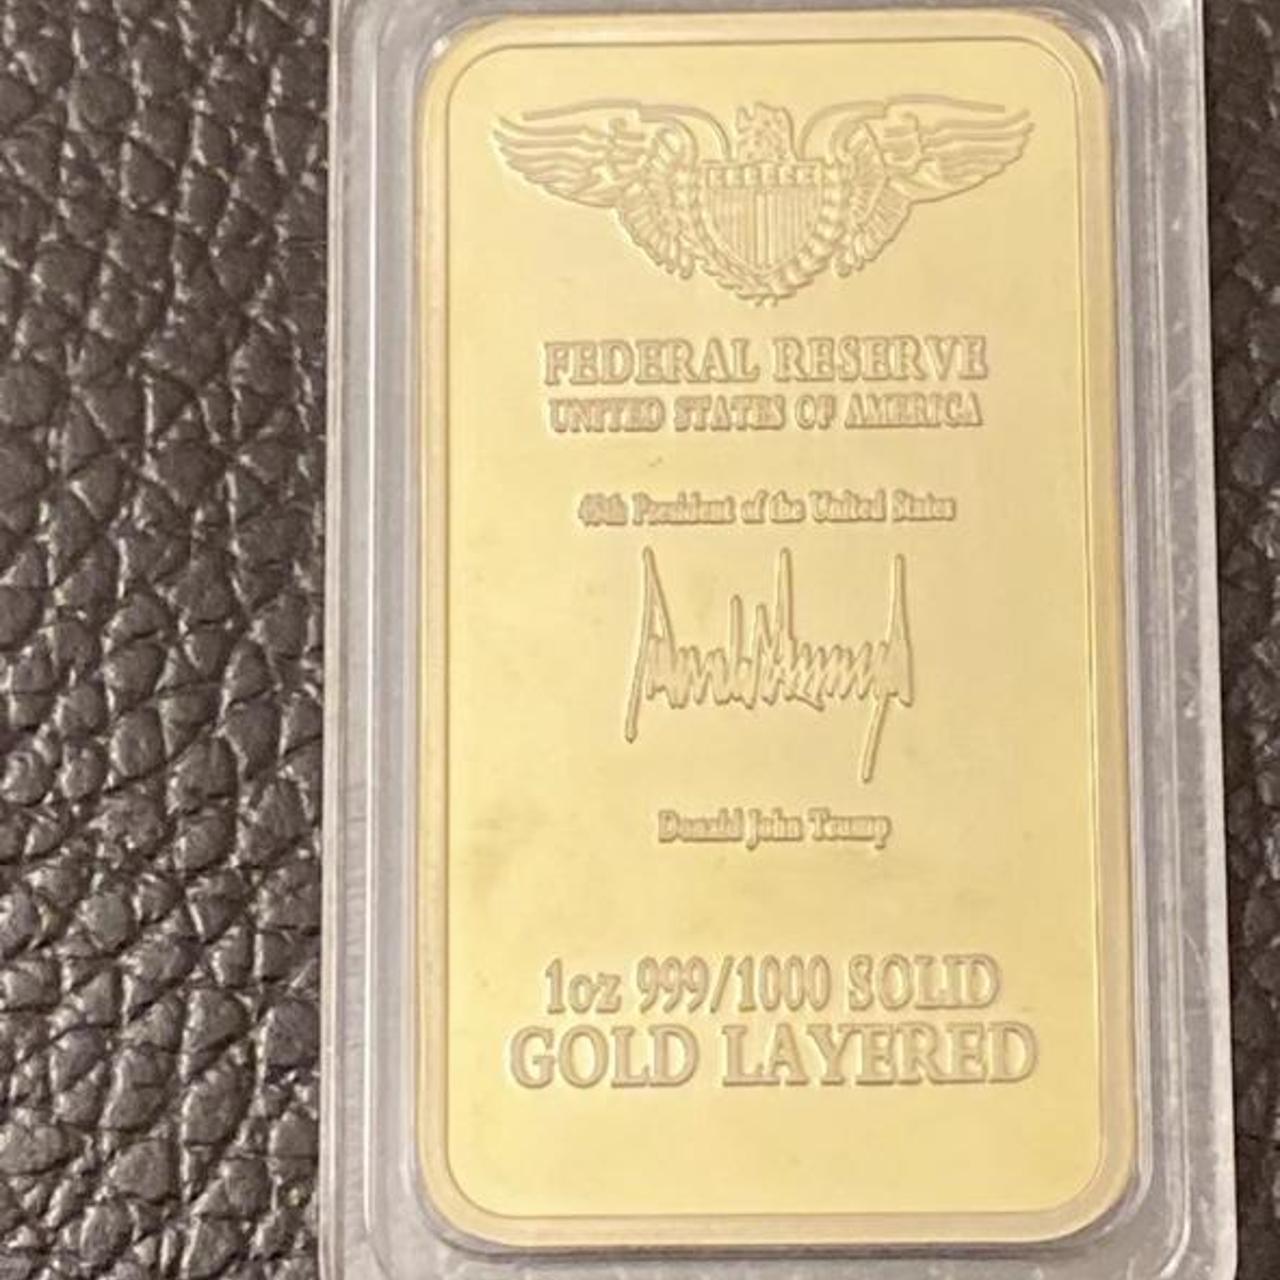 FEDERAL RESERVE
UNITED STATES OF AMERICA
45th President of the United States
Donald John Trump
1oz 999/1000 SOLID
GOLD LAYERED